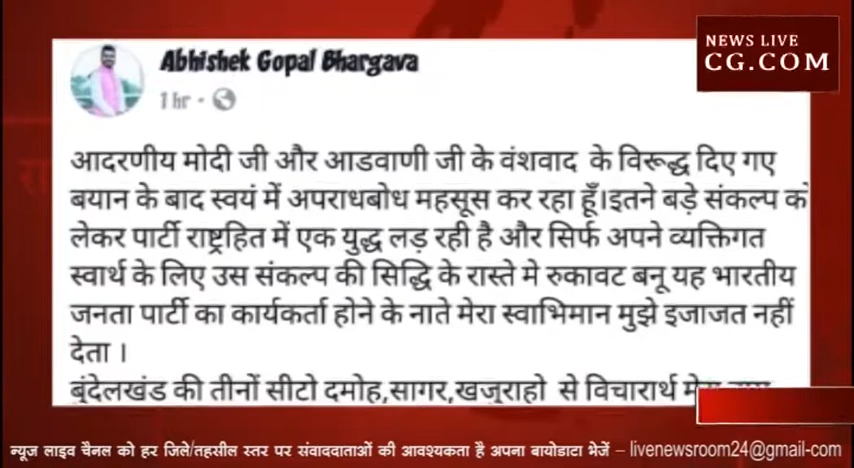 NEWS LIVE
CG.COM
Abhishek Gopal Bhargava
1 hr
आदरणीय मोदी जी और आडवाणी जी के वंशवाद के विरूद्ध दिए गए
बयान के बाद स्वयं में अपराधबोध महसूस कर रहा हूँ।इतने बड़े संकल्प को
लेकर पार्टी राष्ट्रहित में एक युद्ध लड़ रही है और सिर्फ अपने व्यक्तिगत
स्वार्थ के लिए उस संकल्प की सिद्धि के रास्ते मे रुकावट बनू यह भारतीय
जनता पार्टी का कार्यकर्ता होने के नाते मेरा स्वाभिमान मुझे इजाजत नहीं
देता ।
बुंदेलखंड की तीनों सीटो दमोह,सागर,खजुराहो से विचारार्थ
न्यूज लाइव चैनल को हर जिले/तहसील स्तर पर संवाददाताओं की आवश्यकता है अपना बायोडाटा भेजें – livenewsroom24@gmail-com